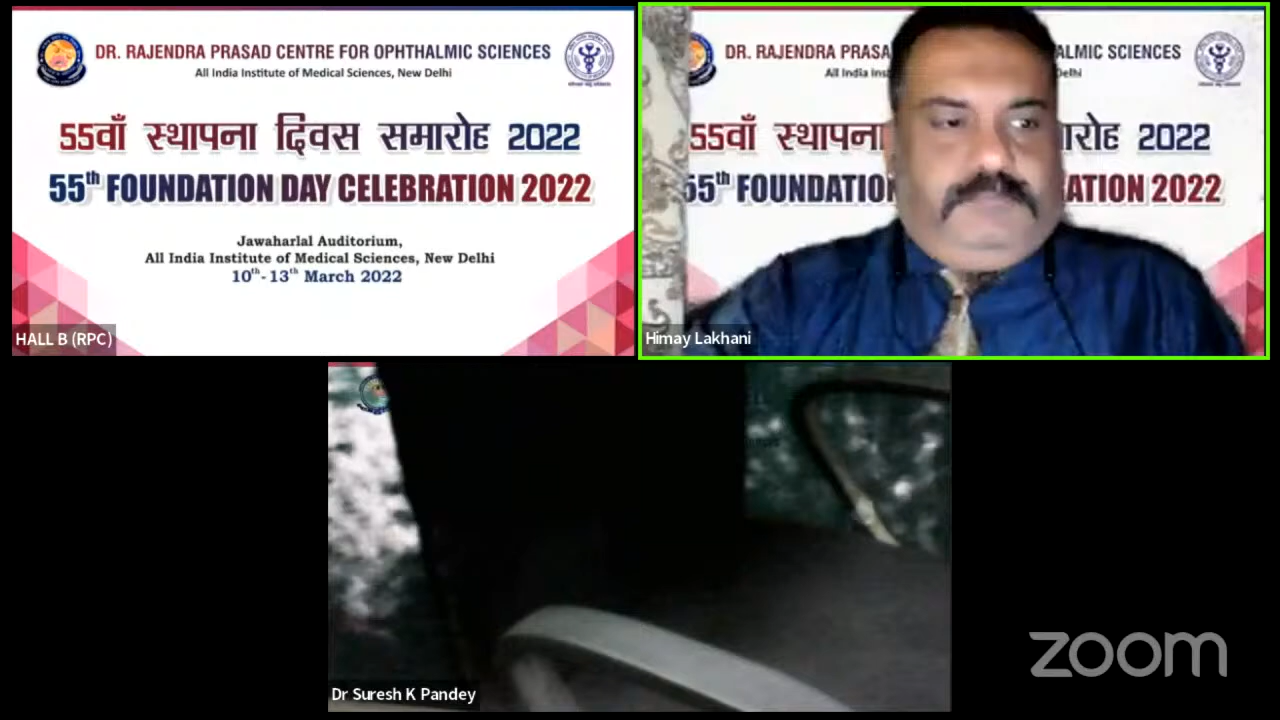 DR. RAJENDRA PRASAD CENTRE FOR OPHTHALMIC SCIENCES
All India Institute of Medical Sciences, New Delhi
55वाँ स्थापना दिवस समारोह 2022
55th FOUNDATION DAY CELEBRATION 2022
Jawaharlal Auditorium,
All India Institute of Medical Sciences, New Delhi
10th - 13th March 2022
HALL B (RPC)
DR. RAJENDRA PRASA ALMIC SCIENCES
All India Ins Delhi
55वाँ स्थापना रोह 2022
55th FOUNDATION ATION 2022
Himay Lakhani
Dr Suresh K Pandey
zoom